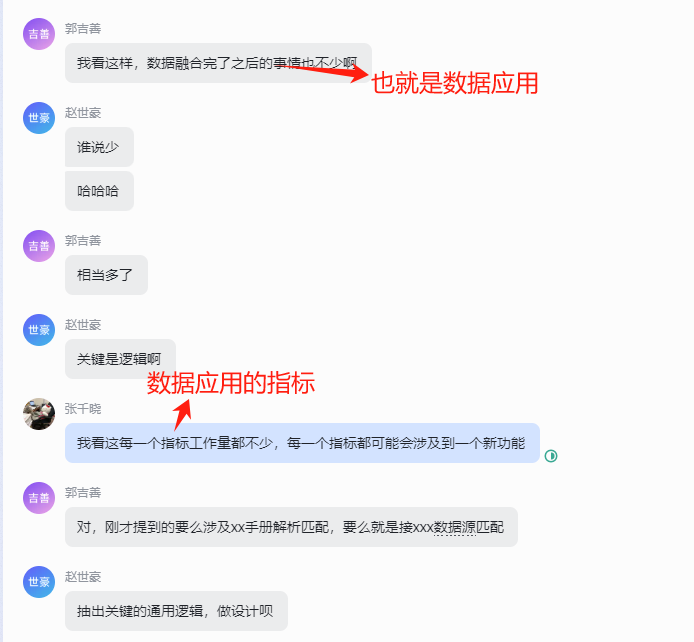 吉善
郭吉善
我看这样，数据融合完了之后的事情也不少啊
也就是数据应用
世豪
赵世豪
谁说少
哈哈哈
吉善
郭吉善
相当多了
世豪
赵世豪
关键是逻辑啊
数据应用的指标
张千晓
我看这每一个指标工作量都不少，每一个指标都可能会涉及到一个新功能
吉善
郭吉善
对，刚才提到的要么涉及xx手册解析匹配，要么就是接xxx数据源匹配
世豪
赵世豪
抽出关键的通用逻辑，做设计呗